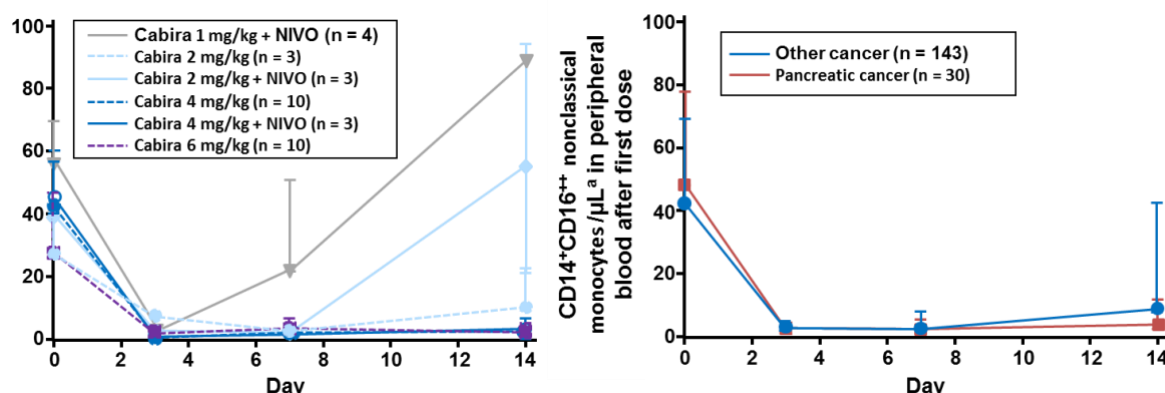 100
80
60
40
20
0
Cabira 1 mg/kg + NIVO (n = 4)
Cabira 2 mg/kg (n = 3)
Cabira 2 mg/kg + NIVO (n = 3)
Cabira 4 mg/kg (n = 10)
Cabira 4 mg/kg + NIVO (n = 3)
Cabira 6 mg/kg (n = 10)
0 2 4 6 8 10 12 14
Day
CD14⁺CD16⁺⁺ nonclassical
monocytes /µLᵃ in peripheral
blood after first dose
100
80
60
40
20
0
Other cancer (n = 143)
Pancreatic cancer (n = 30)
0 2 4 6 8 10 12 14
Day